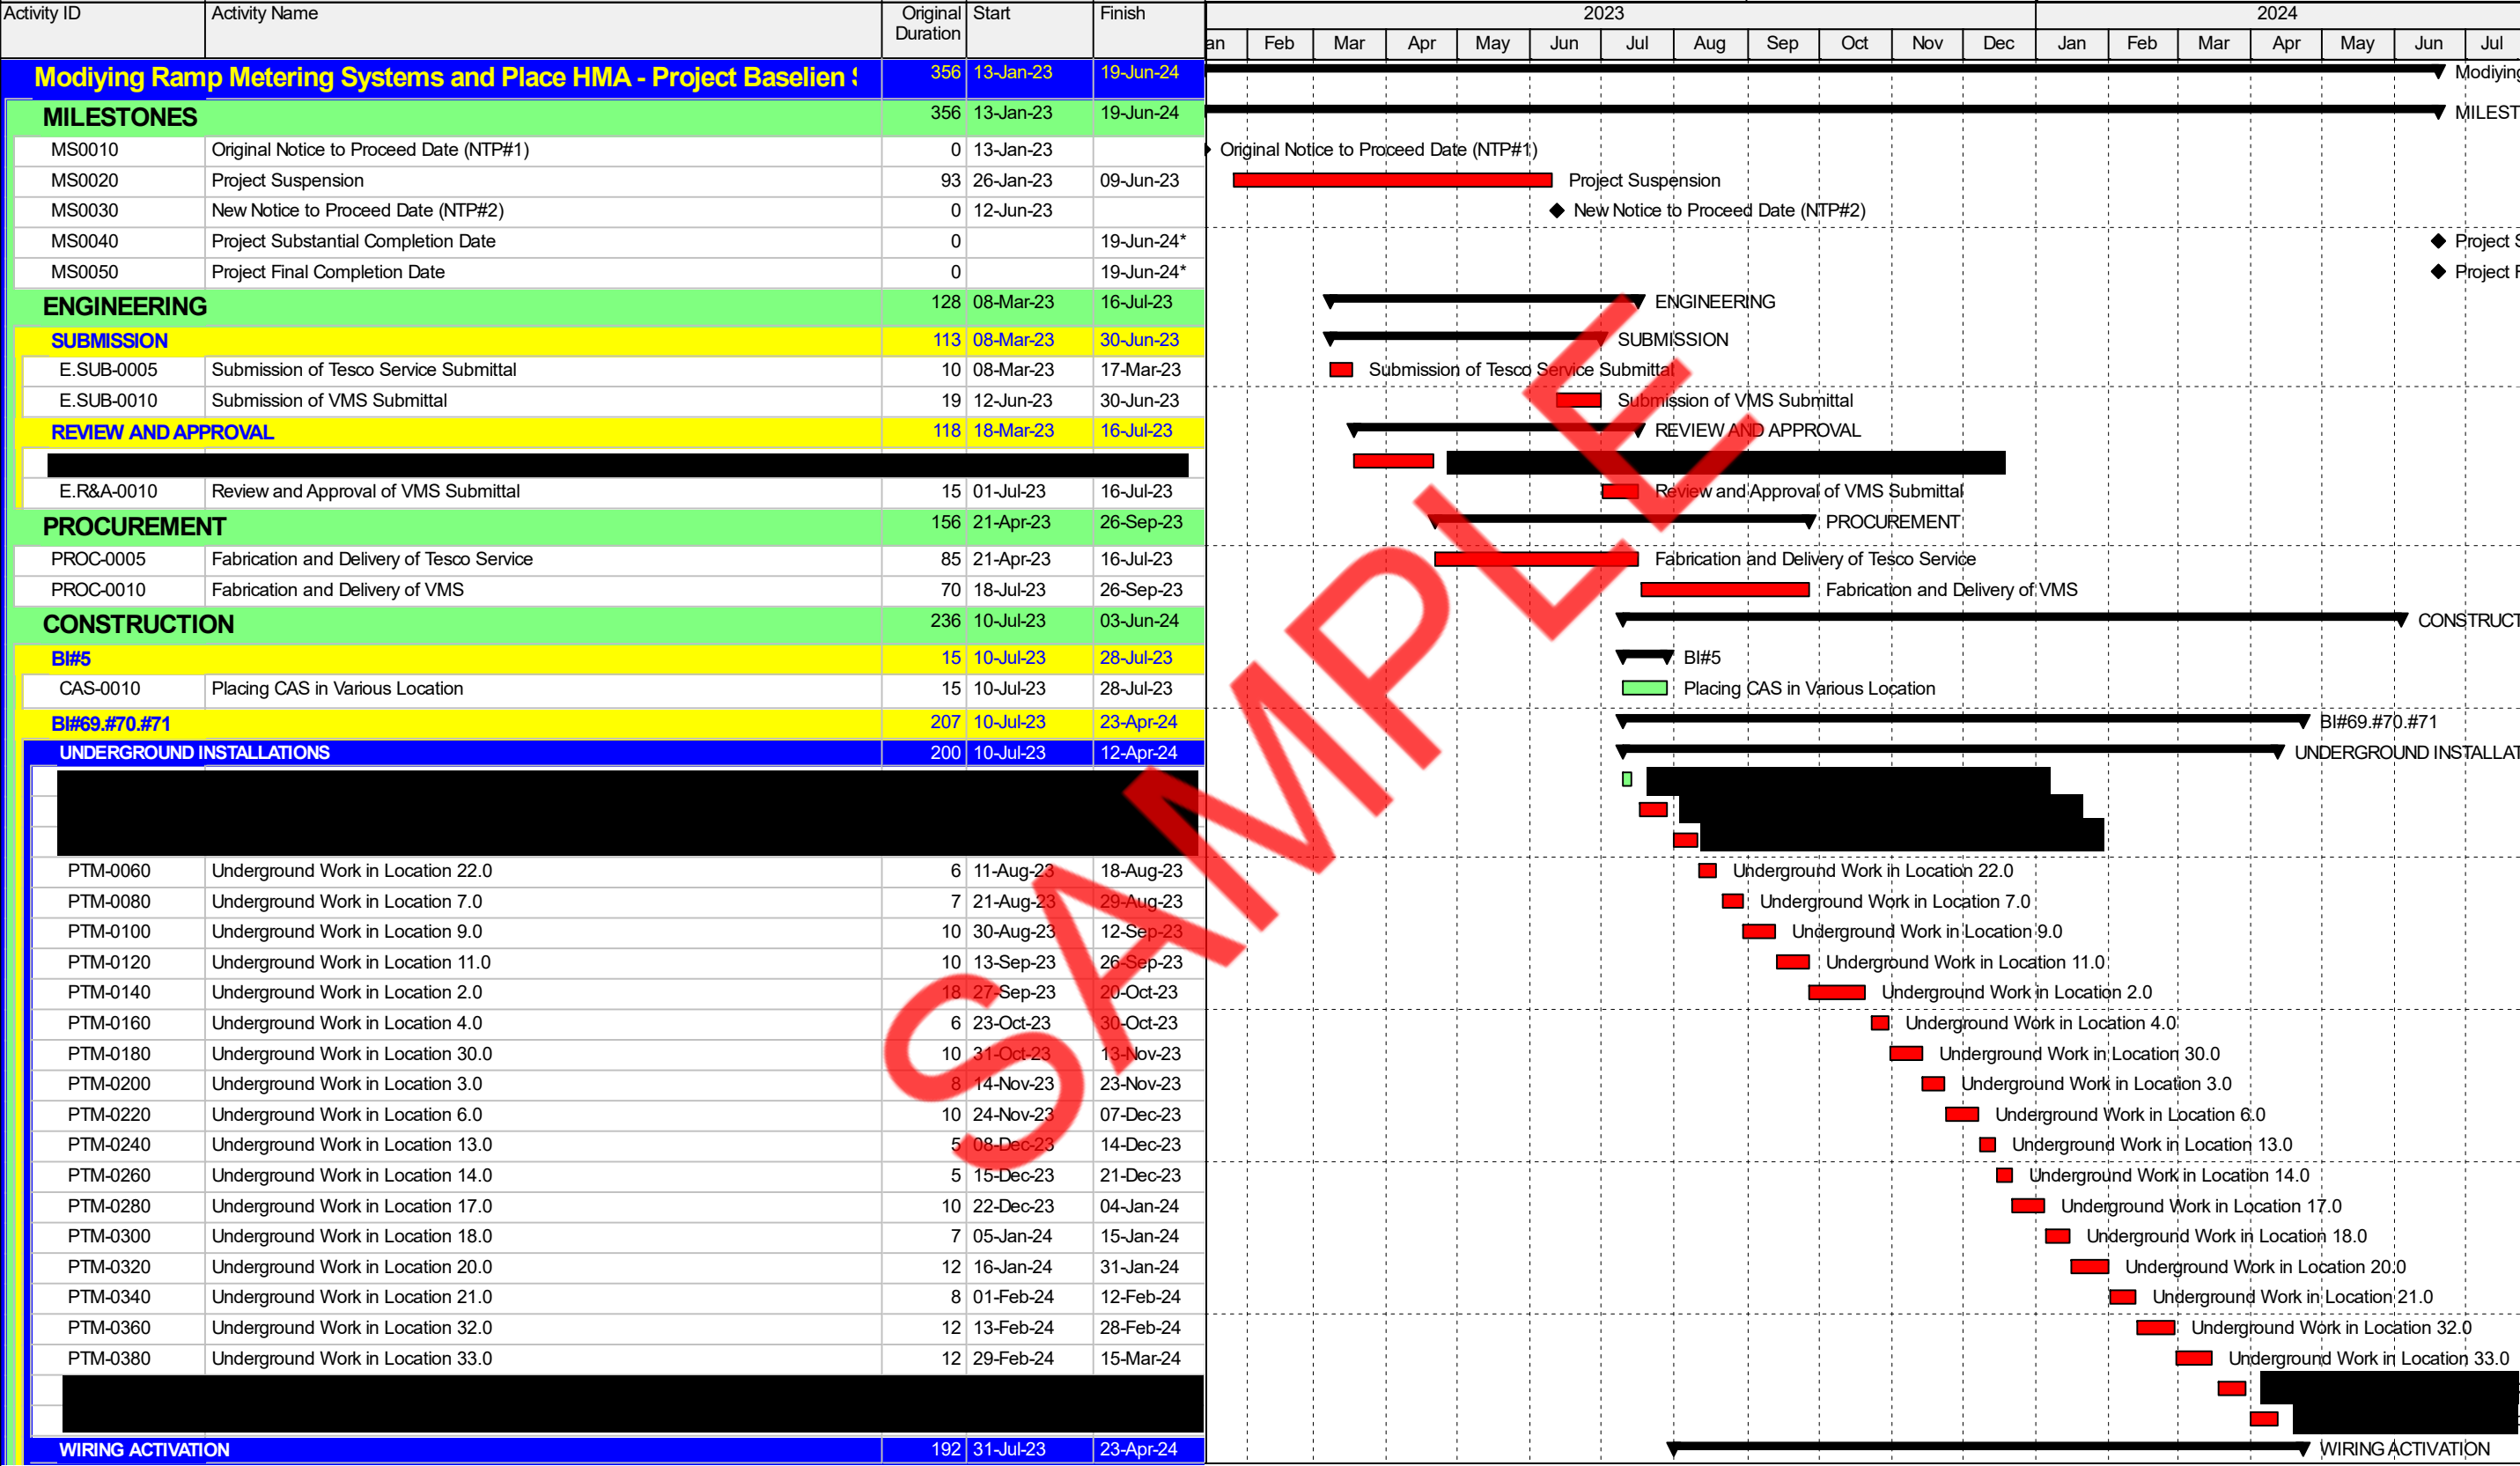 Activity ID Activity Name Original Duration Start Finish 2023 2024
an Feb Mar Apr May Jun Jul Aug Sep Oct Nov Dec Jan Feb Mar Apr May Jun Jul
Modiying Ramp Metering Systems and Place HMA - Project Baselien 356 13-Jan-23 19-Jun-24 Modiying
MILESTONES 356 13-Jan-23 19-Jun-24 MILEST
MS0010 Original Notice to Proceed Date (NTP#1) 0 13-Jan-23 Original Notice to Proceed Date (NTP#1)
MS0020 Project Suspension 93 26-Jan-23 09-Jun-23 Project Suspension
MS0030 New Notice to Proceed Date (NTP#2) 0 12-Jun-23 New Notice to Proceed Date (NTP#2)
MS0040 Project Substantial Completion Date 0 19-Jun-24* Project S
MS0050 Project Final Completion Date 0 19-Jun-24* Project F
ENGINEERING 128 08-Mar-23 16-Jul-23 ENGINEERING
SUBMISSION 113 08-Mar-23 30-Jun-23 SUBMISSION
E.SUB-0005 Submission of Tesco Service Submittal 10 08-Mar-23 17-Mar-23 Submission of Tesco Service Submittal
E.SUB-0010 Submission of VMS Submittal 19 12-Jun-23 30-Jun-23 Submission of VMS Submittal
REVIEW AND APPROVAL 118 18-Mar-23 16-Jul-23 REVIEW AND APPROVAL
E.R&A-0010 Review and Approval of VMS Submittal 15 01-Jul-23 16-Jul-23 Review and Approval of VMS Submittal
PROCUREMENT 156 21-Apr-23 26-Sep-23 PROCUREMENT
PROC-0005 Fabrication and Delivery of Tesco Service 85 21-Apr-23 16-Jul-23 Fabrication and Delivery of Tesco Service
PROC-0010 Fabrication and Delivery of VMS 70 18-Jul-23 26-Sep-23 Fabrication and Delivery of VMS
CONSTRUCTION 236 10-Jul-23 03-Jun-24 CONSTRUCT
BI#5 15 10-Jul-23 28-Jul-23 BI#5
CAS-0010 Placing CAS in Various Location 15 10-Jul-23 28-Jul-23 Placing CAS in Various Location
BI#69.#70.#71 207 10-Jul-23 23-Apr-24 BI#69.#70.#71
UNDERGROUND INSTALLATIONS 200 10-Jul-23 12-Apr-24 UNDERGROUND INSTALLAT
PTM-0060 Underground Work in Location 22.0 6 11-Aug-23 18-Aug-23 Underground Work in Location 22.0
PTM-0080 Underground Work in Location 7.0 7 21-Aug-23 29-Aug-23 Underground Work in Location 7.0
PTM-0100 Underground Work in Location 9.0 10 30-Aug-23 12-Sep-23 Underground Work in Location 9.0
PTM-0120 Underground Work in Location 11.0 10 13-Sep-23 26-Sep-23 Underground Work in Location 11.0
PTM-0140 Underground Work in Location 2.0 18 27-Sep-23 20-Oct-23 Underground Work in Location 2.0
PTM-0160 Underground Work in Location 4.0 6 23-Oct-23 30-Oct-23 Underground Work in Location 4.0
PTM-0180 Underground Work in Location 30.0 10 31-Oct-23 13-Nov-23 Underground Work in Location 30.0
PTM-0200 Underground Work in Location 3.0 8 14-Nov-23 23-Nov-23 Underground Work in Location 3.0
PTM-0220 Underground Work in Location 6.0 10 24-Nov-23 07-Dec-23 Underground Work in Location 6.0
PTM-0240 Underground Work in Location 13.0 5 08-Dec-23 14-Dec-23 Underground Work in Location 13.0
PTM-0260 Underground Work in Location 14.0 5 15-Dec-23 21-Dec-23 Underground Work in Location 14.0
PTM-0280 Underground Work in Location 17.0 10 22-Dec-23 04-Jan-24 Underground Work in Location 17.0
PTM-0300 Underground Work in Location 18.0 7 05-Jan-24 15-Jan-24 Underground Work in Location 18.0
PTM-0320 Underground Work in Location 20.0 12 16-Jan-24 31-Jan-24 Underground Work in Location 20.0
PTM-0340 Underground Work in Location 21.0 8 01-Feb-24 12-Feb-24 Underground Work in Location 21.0
PTM-0360 Underground Work in Location 32.0 12 13-Feb-24 28-Feb-24 Underground Work in Location 32.0
PTM-0380 Underground Work in Location 33.0 12 29-Feb-24 15-Mar-24 Underground Work in Location 33.0
WIRING ACTIVATION 192 31-Jul-23 23-Apr-24 WIRING ACTIVATION
SAMPLE